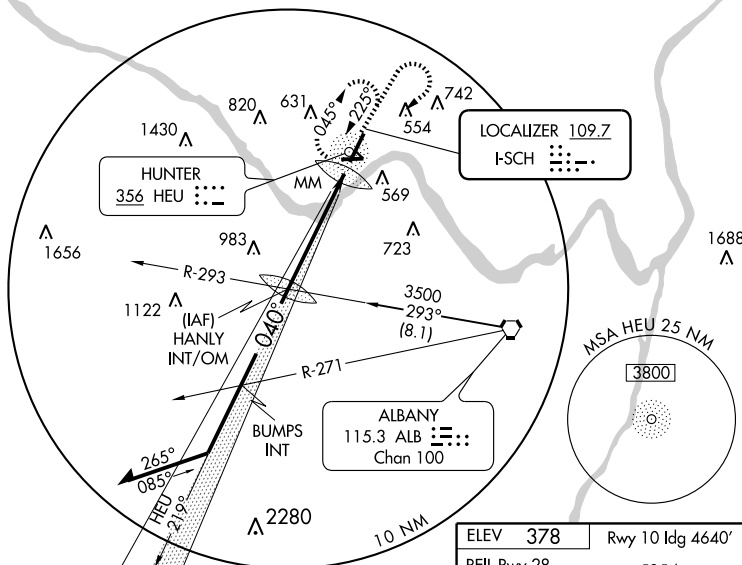 820
631
742
554
1430
045°
225°
LOCALIZER 109.7
I-SCH
HUNTER
356 HEU
MM
569
1656
983
723
1688
R-293
3500
293°
(8.1)
1122
(IAF)
HANLY
INT/OM
040°
MSA HEU 25 NM
3800
R-271
ALBANY
115.3 ALB
Chan 100
BUMPS
INT
265°
085°
HEU
219°
2280
10 NM
ELEV 378
Rwy 10 ldg 4640'